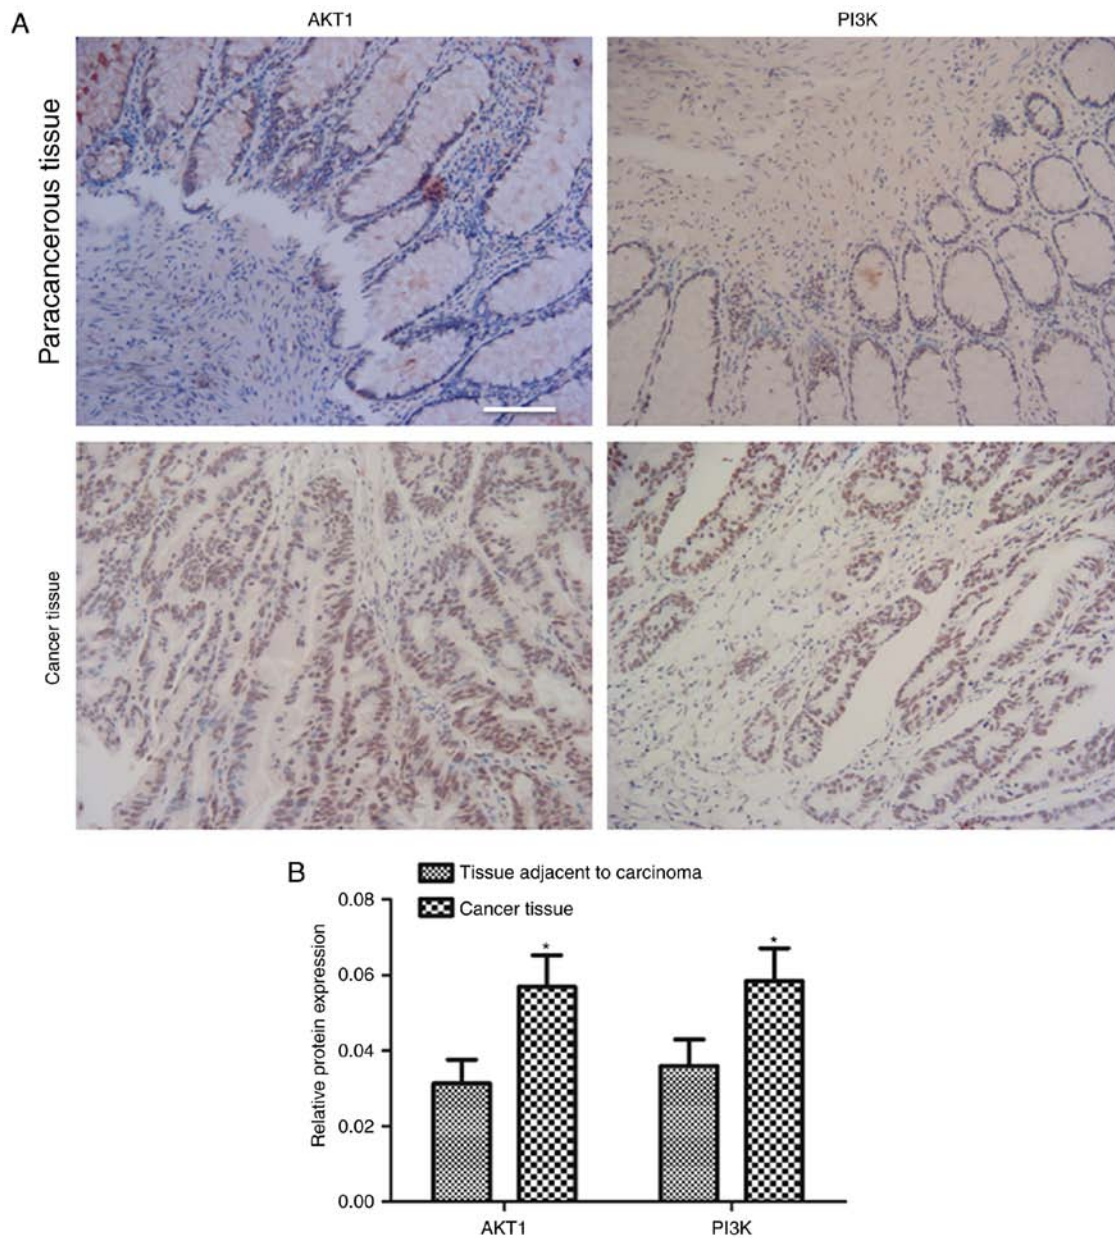 A
AKT1
PI3K
Paracancerous tissue
Cancer tissue
B
Tissue adjacent to carcinoma
Cancer tissue
Relative protein expression
0.08
0.06
0.04
0.02
0.00
*
*
AKT1
PI3K